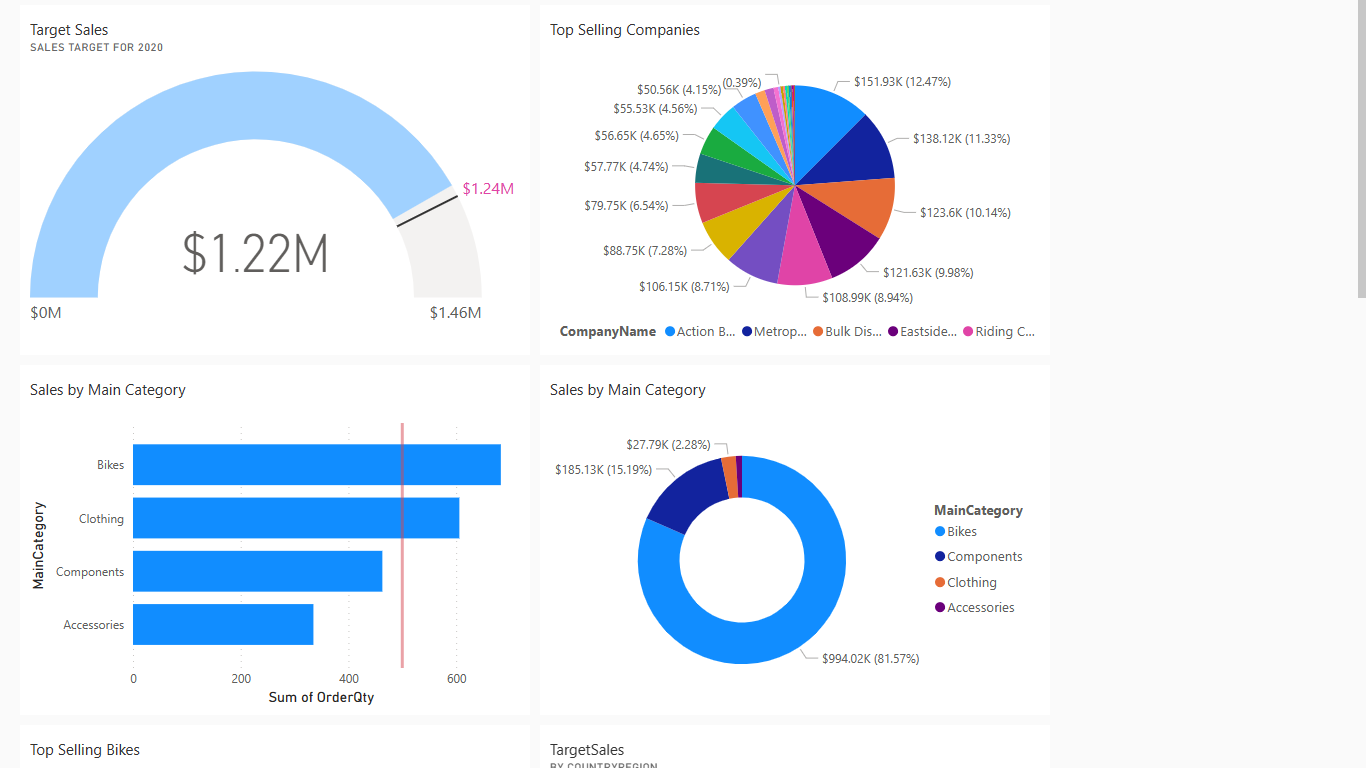 Target Sales
SALES TARGET FOR 2020
$1.24M
$1.22M
$0M
$1.46M
Top Selling Companies
(0.39%)
$50.56K (4.15%)
$55.53K (4.56%)
$56.65K (4.65%)
$57.77K (4.74%)
$79.75K (6.54%)
$88.75K (7.28%)
$106.15K (8.71%)
$151.93K (12.47%)
$138.12K (11.33%)
$123.6K (10.14%)
$121.63K (9.98%)
$108.99K (8.94%)
CompanyName Action B... Metrop... Bulk Dis... Eastside... Riding C...
Sales by Main Category
MainCategory
Bikes
Clothing
Components
Accessories
0 200 400 600
Sum of OrderQty
Sales by Main Category
$27.79K (2.28%)
$185.13K (15.19%)
$994.02K (81.57%)
MainCategory
Bikes
Components
Clothing
Accessories
Top Selling Bikes
TargetSales
BY COUNTRYREGION